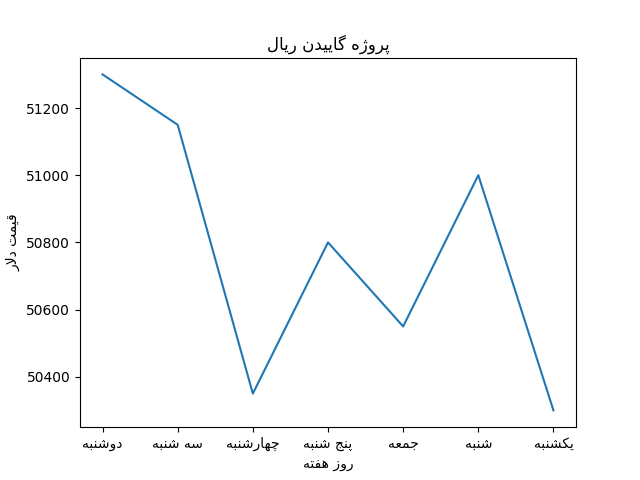 پروژه گاییدن ریال
51200
51000
50800
50600
50400
قیمت دلار
دوشنبه سه شنبه چهارشنبه پنج شنبه جمعه شنبه یکشنبه
روز هفته